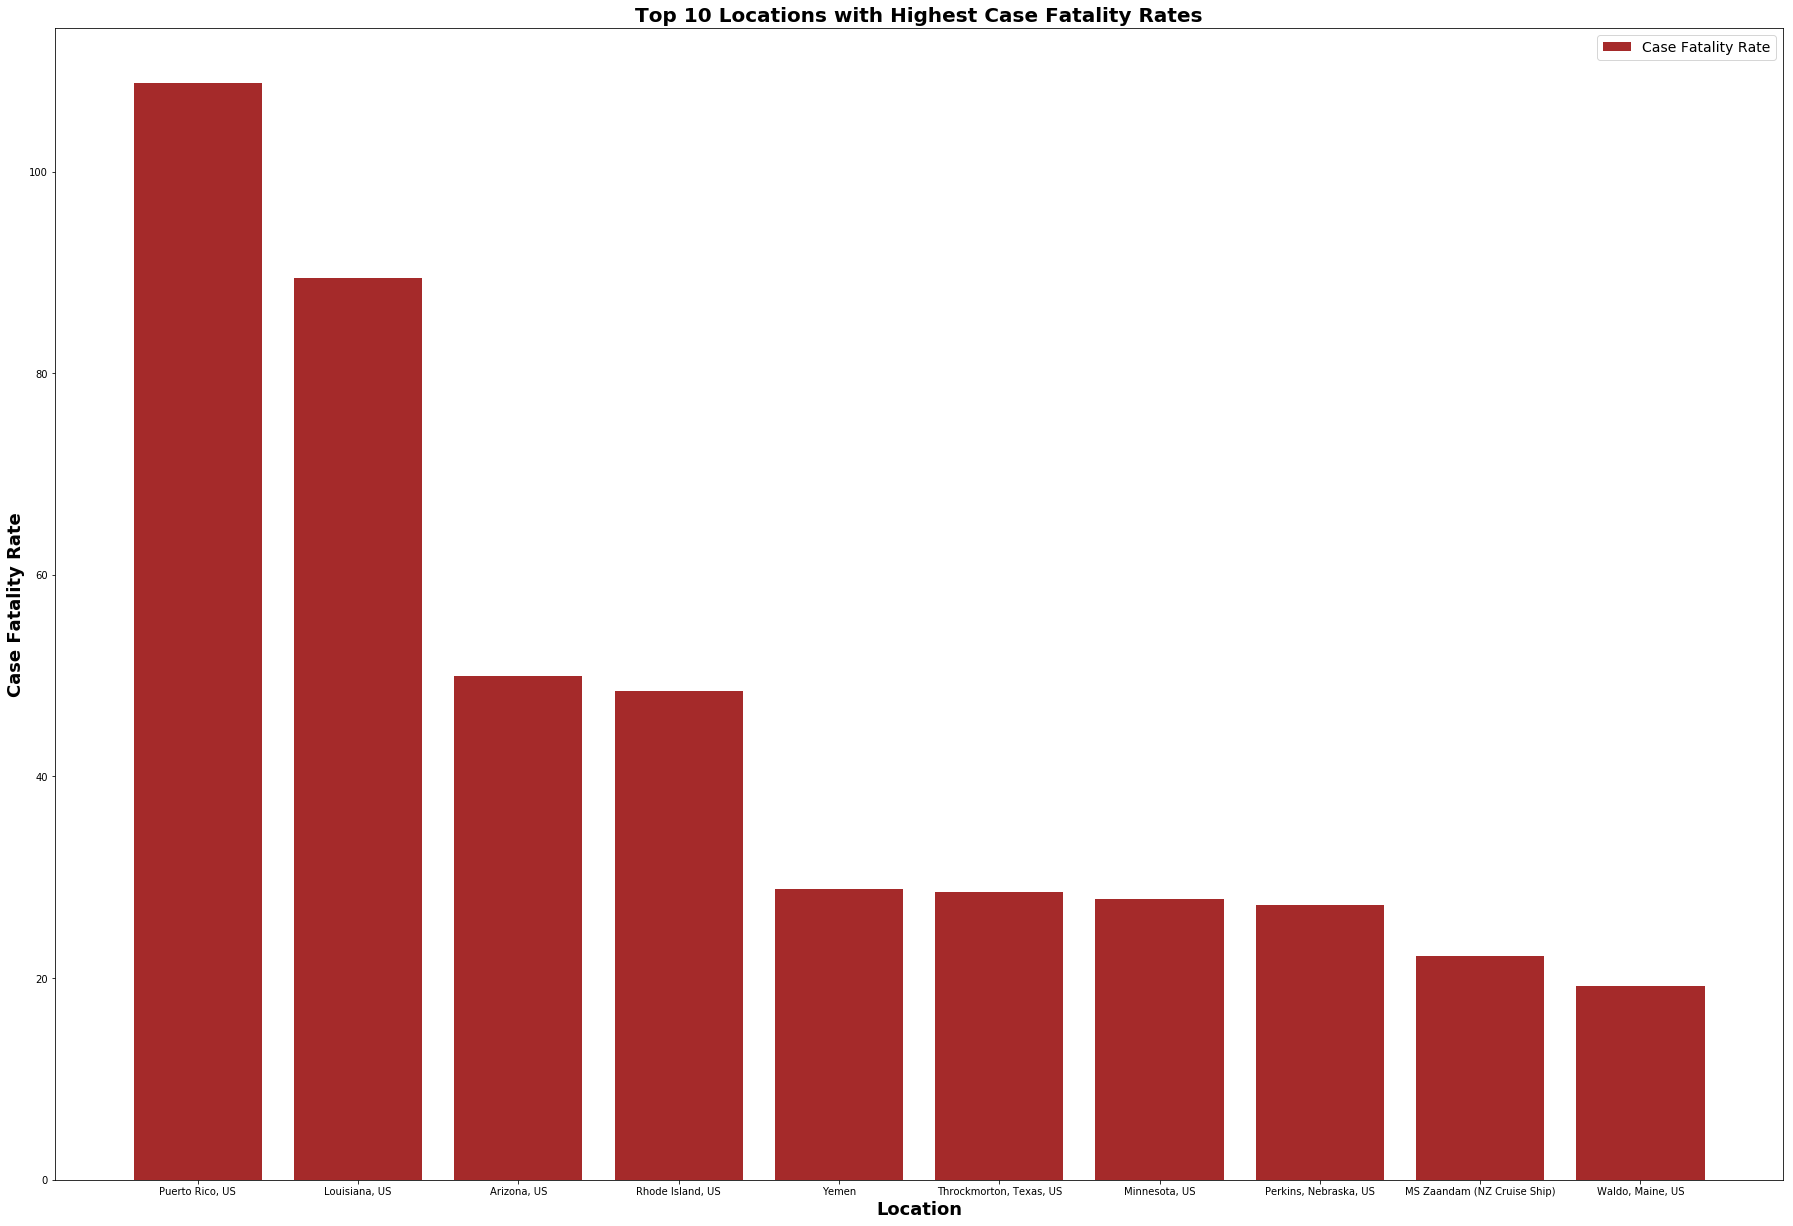 Top 10 Locations with Highest Case Fatality Rates
Case Fatality Rate
100
80
60
40
20
0
Case Fatality Rate
Puerto Rico, US
Louisiana, US
Arizona, US
Rhode Island, US
Yemen
Throckmorton, Texas, US
Minnesota, US
Perkins, Nebraska, US
MS Zaandam (NZ Cruise Ship)
Waldo, Maine, US
Location